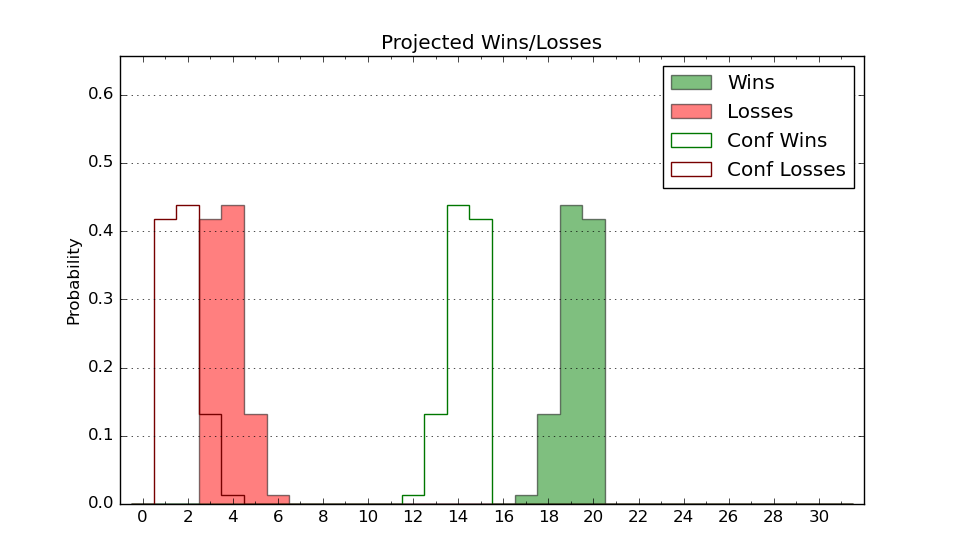 Projected Wins/Losses
Wins
Losses
Conf Wins
Conf Losses
Probability
0.6
0.5
0.4
0.3
0.2
0.1
0.0
0 2 4 6 8 10 12 14 16 18 20 22 24 26 28 30